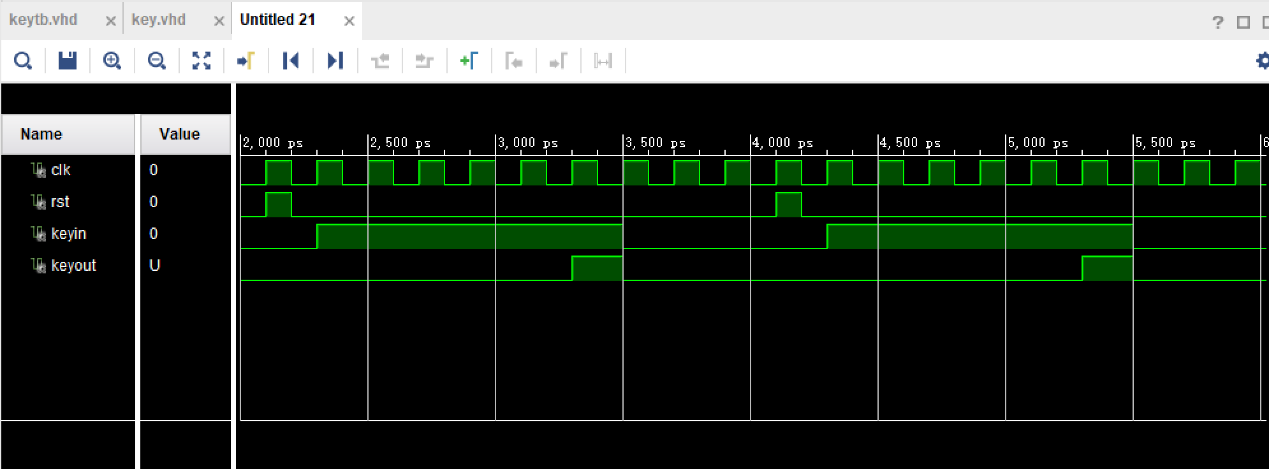 keytb.vhd × key.vhd × Untitled 21 × ?
Name Value
2,000 ps 2,500 ps 3,000 ps 3,500 ps 4,000 ps 4,500 ps 5,000 ps 5,500 ps 6
clk 0
rst 0
keyin 0
keyout U